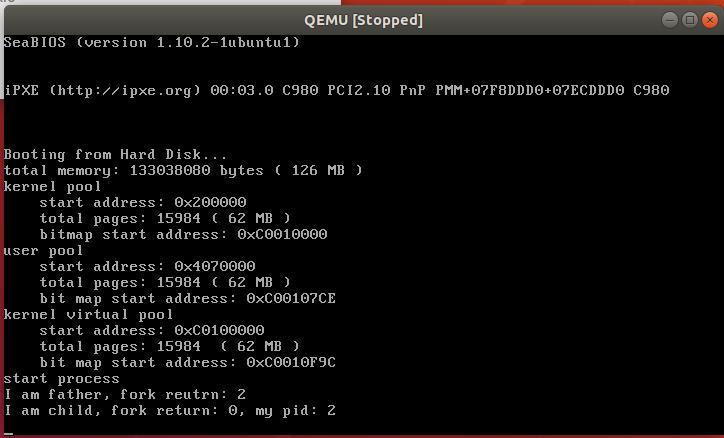 QEMU [Stopped]
SeaBIOS (version 1.10.2-1ubuntu1)
iPXE (http://ipxe.org) 00:03.0 C980 PCI2.10 PnP PMM+07F8DDD0+07ECDDD0 C980
Booting from Hard Disk...
total memory: 133038080 bytes ( 126 MB )
kernel pool
    start address: 0x200000
    total pages: 15984 ( 62 MB )
    bitmap start address: 0xC0010000
user pool
    start address: 0x4070000
    total pages: 15984 ( 62 MB )
    bit map start address: 0xC00107CE
kernel virtual pool
    start address: 0xC0100000
    total pages: 15984  ( 62 MB )
    bit map start address: 0xC0010F9C
start process
I am father, fork reutrn: 2
I am child, fork return: 0, my pid: 2